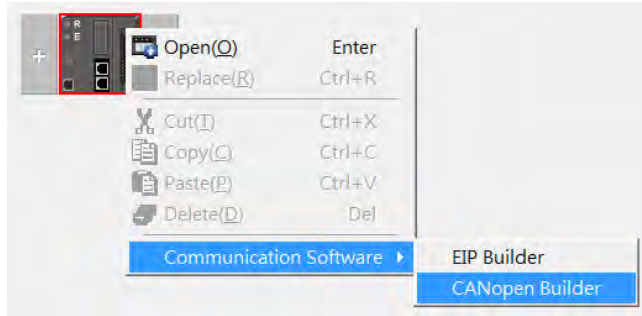 +
R
E
Open(O) Enter
Replace(R) Ctrl+R
Cut(T) Ctrl+X
Copy(C) Ctrl+C
Paste(P) Ctrl+V
Delete(D) Del
Communication Software
EIP Builder
CANopen Builder